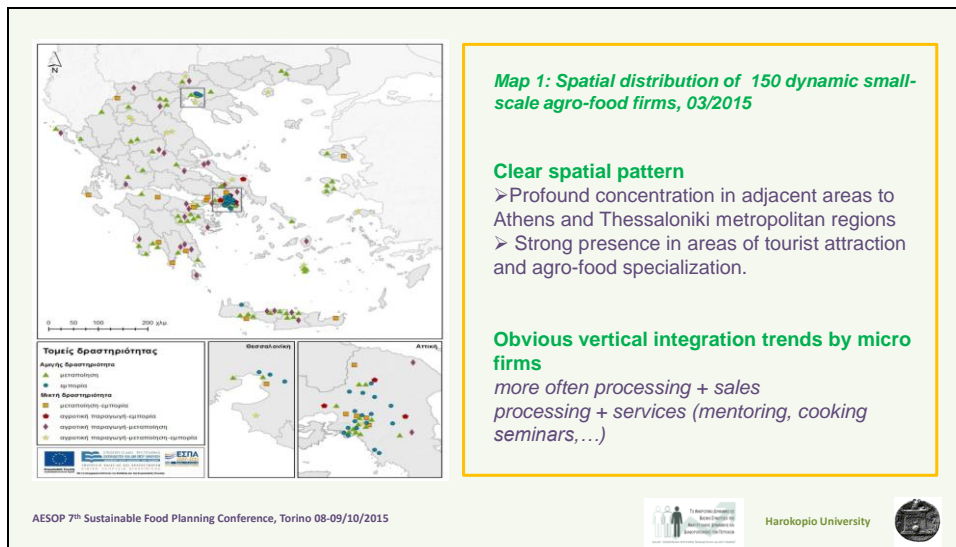 N
0 50 100 200 χλμ.
Τομείς δραστηριότητας
Αμιγής δραστηριότητα
μεταποίηση
εμπορία
Μικτή δραστηριότητα
μεταποίηση-εμπορία
αγροτική παραγωγή-εμπορία
αγροτική παραγωγή-μεταποίηση
αγροτική παραγωγή-μεταποίηση-εμπορία
Θεσσαλονίκη
Αττική
ΕΣΠΑ
Map 1: Spatial distribution of 150 dynamic small-
scale agro-food firms, 03/2015
Clear spatial pattern
➢Profound concentration in adjacent areas to
Athens and Thessaloniki metropolitan regions
➢ Strong presence in areas of tourist attraction
and agro-food specialization.
Obvious vertical integration trends by micro
firms
more often processing + sales
processing + services (mentoring, cooking
seminars,…)
AESOP 7th Sustainable Food Planning Conference, Torino 08-09/10/2015
Harokopio University